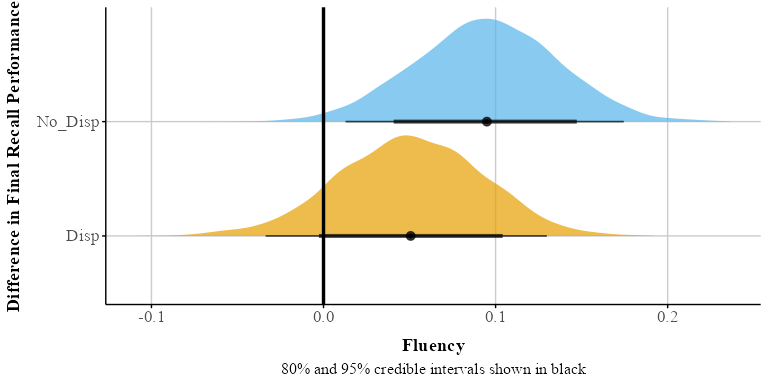 Difference in Final Recall Performance
No_Disp
Disp
-0.1
0.0
0.1
0.2
Fluency
80% and 95% credible intervals shown in black